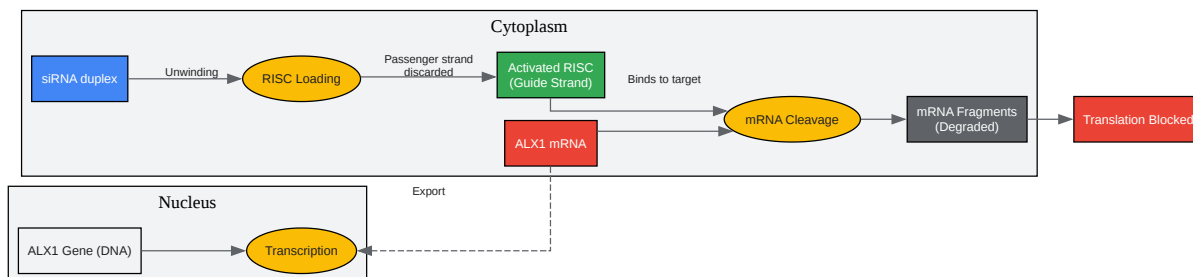 Cytoplasm
siRNA duplex
Unwinding
RISC Loading
Passenger strand
discarded
Activated RISC
(Guide Strand)
Binds to target
ALX1 mRNA
mRNA Cleavage
mRNA Fragments
(Degraded)
Translation Blocked
Export
Nucleus
ALX1 Gene (DNA)
Transcription